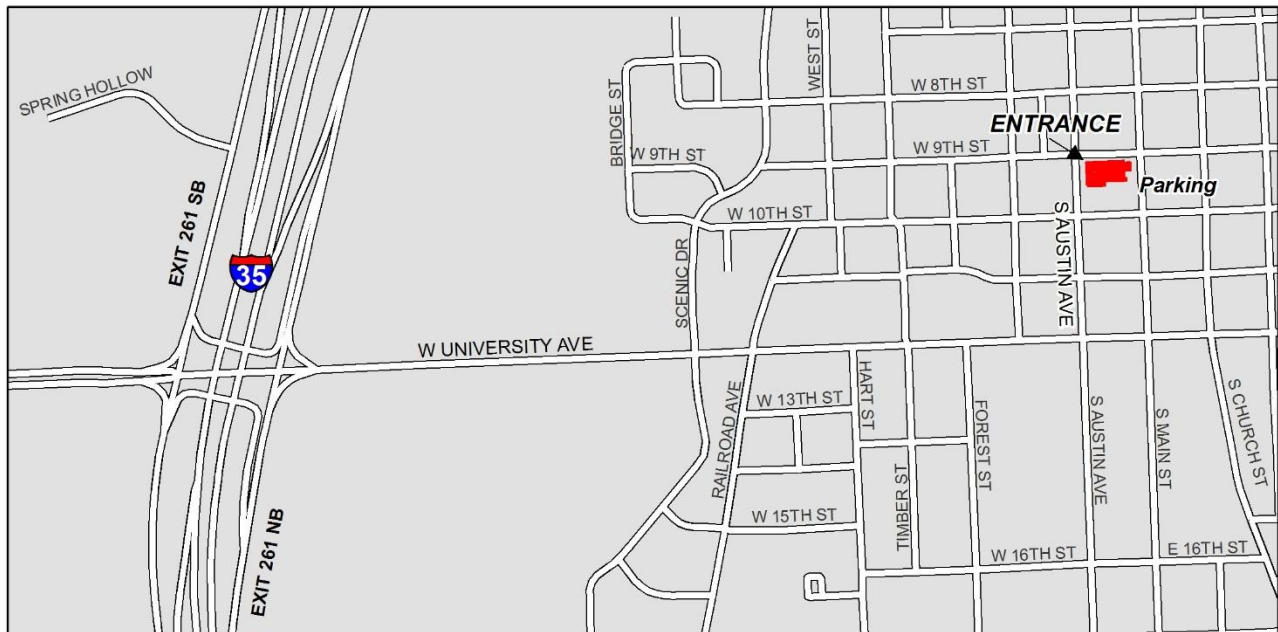 SPRING HOLLOW
EXIT 261 SB
35
EXIT 261 NB
W UNIVERSITY AVE
BRIDGE ST
W 9TH ST
W 10TH ST
SCENIC DR
RAILROAD AVE
WEST ST
W 8TH ST
ENTRANCE
W 9TH ST
Parking
S AUSTIN AVE
HART ST
W 13TH ST
W 15TH ST
TIMBER ST
FOREST ST
S AUSTIN AVE
S MAIN ST
S CHURCH ST
W 16TH ST
E 16TH ST